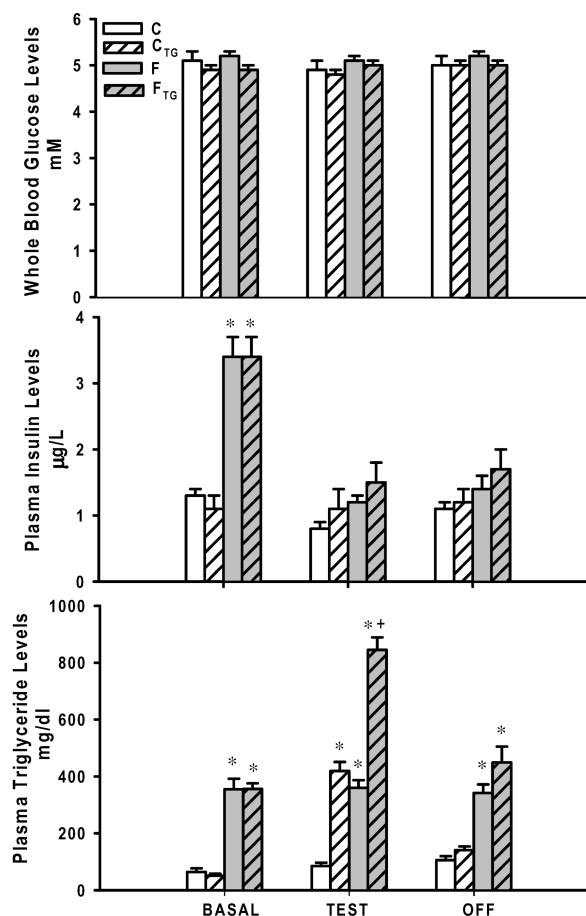 Whole Blood Glucose Levels
mM
6
5
4
3
2
1
0
C
C_TG
F
F_TG
Plasma Insulin Levels
µg/L
4
3
2
1
0
* *
Plasma Triglyceride Levels
mg/dl
1000
800
600
400
200
0
* *
* * * +
* *
BASAL TEST OFF